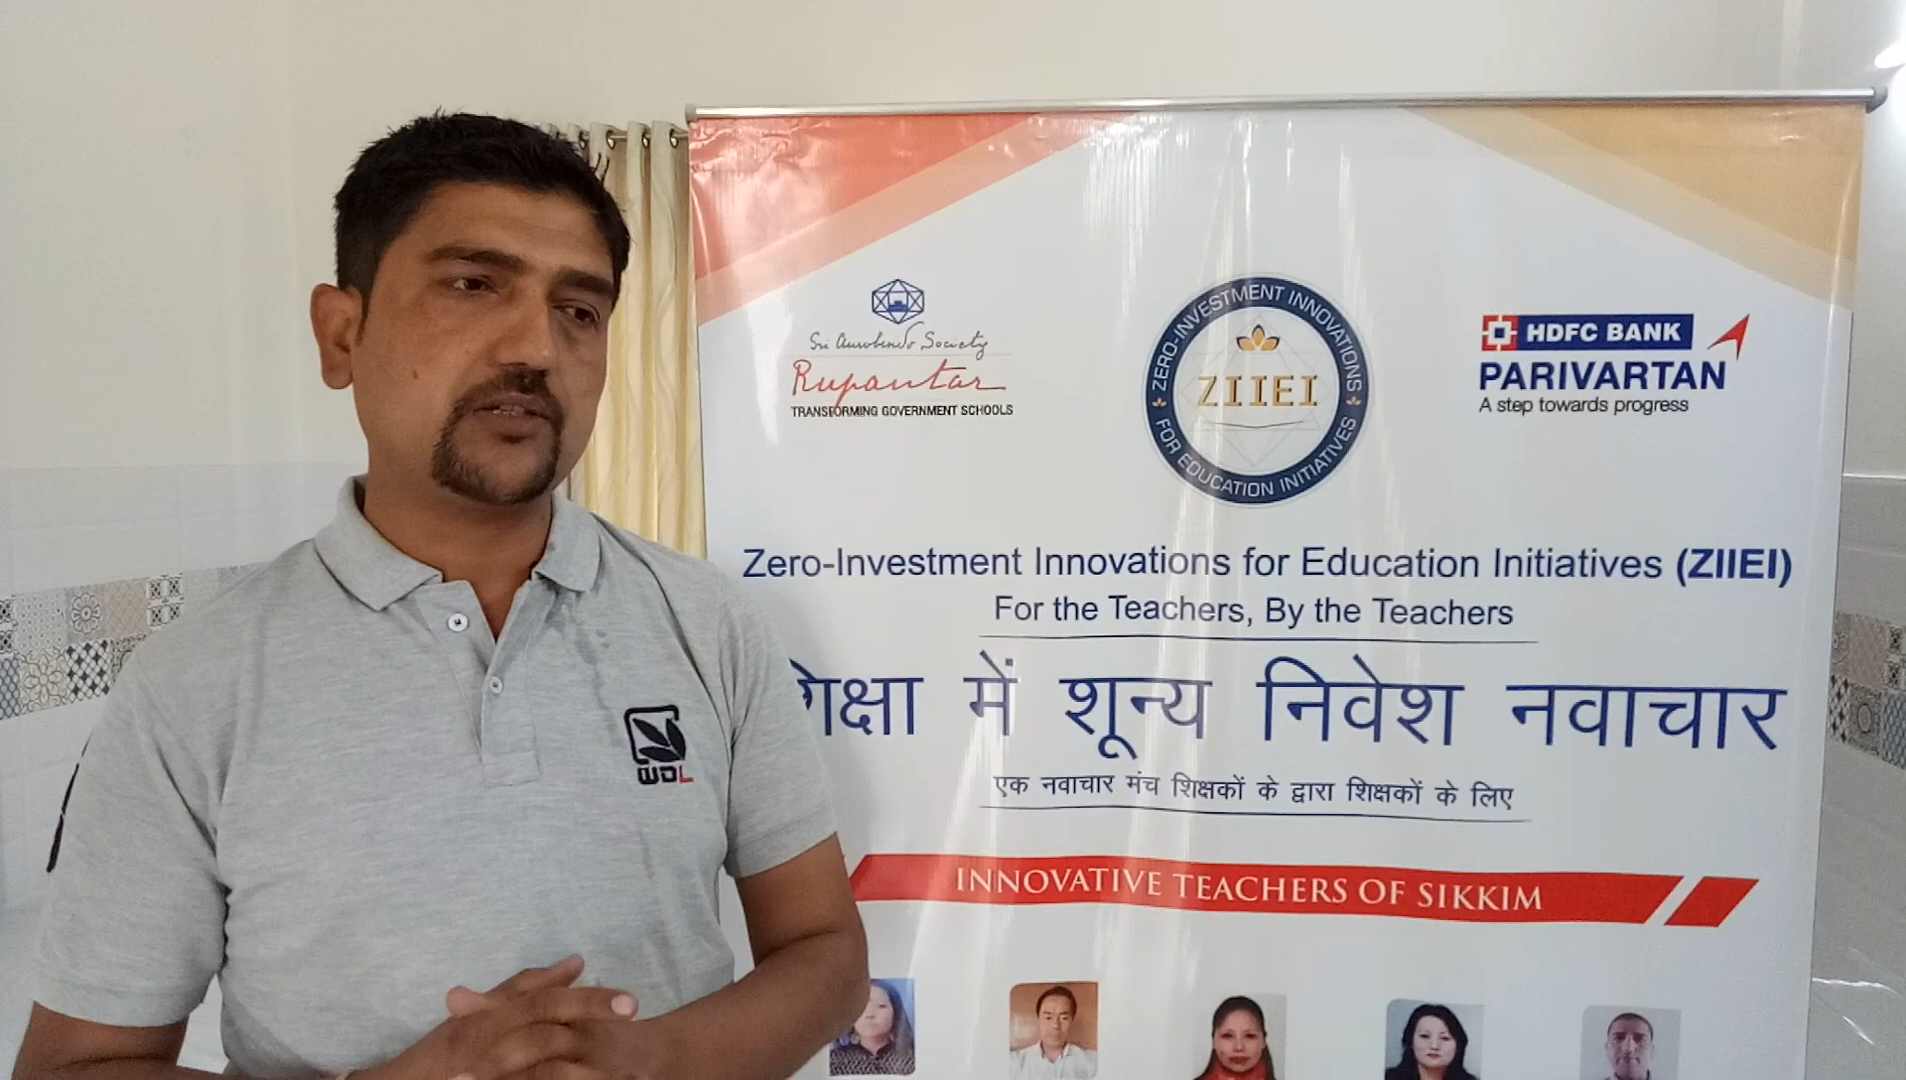 Sri Aurobindo Society
Rupantar
TRANSFORMING GOVERNMENT SCHOOLS
ZERO-INVESTMENT INNOVATIONS
FOR EDUCATION INITIATIVES
ZIIEI
HDFC BANK
PARIVARTAN
A step towards progress
Zero-Investment Innovations for Education Initiatives (ZIIEI)
For the Teachers, By the Teachers
में शून्य निवेश नवाचार
एक नवाचार मंच शिक्षकों के द्वारा शिक्षकों के लिए
INNOVATIVE TEACHERS OF SIKKIM
WDL